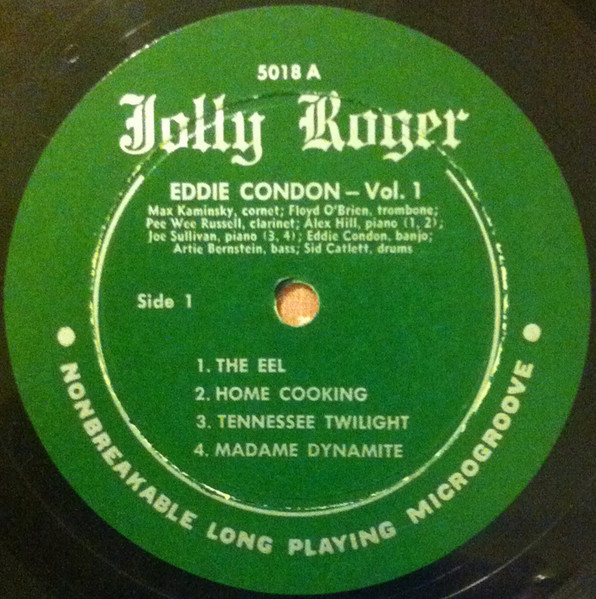 5018 A
Jolly Roger
EDDIE CONDON – Vol. 1
Max Kaminsky, cornet; Floyd O'Brien, trombone;
Pee Wee Russell, clarinet; Alex Hill, piano (1, 2);
Joe Sullivan, piano (3, 4); Eddie Condon, banjo;
Artie Bernstein, bass; Sid Catlett, drums
Side 1
1. THE EEL
2. HOME COOKING
3. TENNESSEE TWILIGHT
4. MADAME DYNAMITE
● NONBREAKABLE LONG PLAYING MICROGROOVE ●